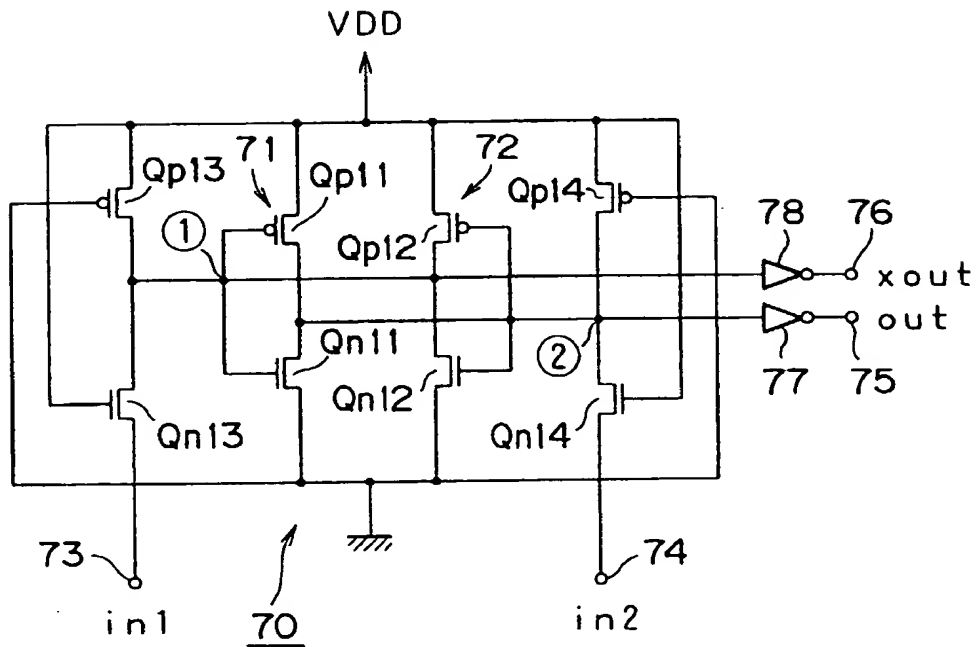 VDD
71
72
Qp13
Qp11
Qp14
①
Qp12
78
76
xout
out
Qn11
②
Qn12
77
75
Qn13
Qn14
73
74
in1
70
in2